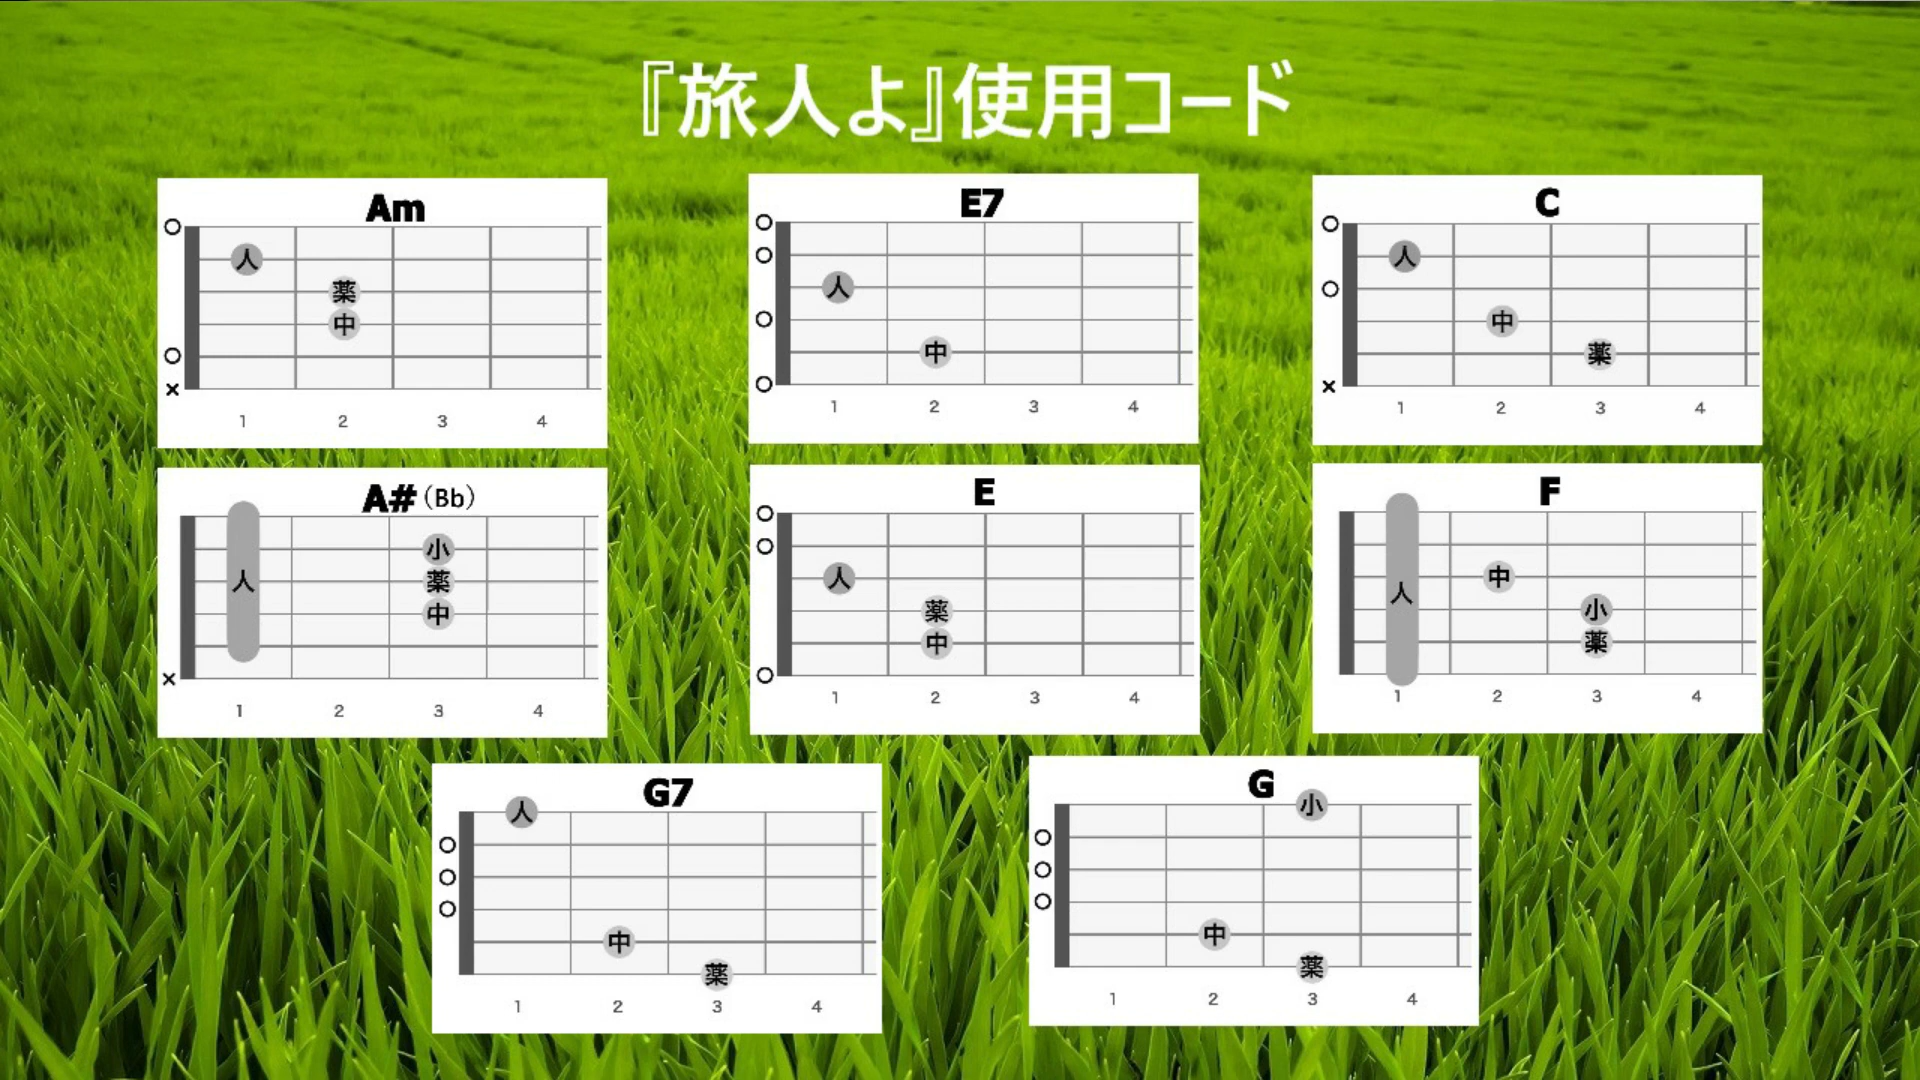 『旅人よ』使用コード
Am
○
人
薬
中
○
×
1 2 3 4
E7
○
○
人
○
中
○
1 2 3 4
C
○
人
○
中
薬
×
1 2 3 4
A#（Bb）
小
人 薬
中
×
1 2 3 4
E
○
○
人
薬
中
○
1 2 3 4
F
中
人
小
薬
1 2 3 4
G7
人
○
○
○
中
薬
1 2 3 4
G
小
○
○
○
中
薬
1 2 3 4